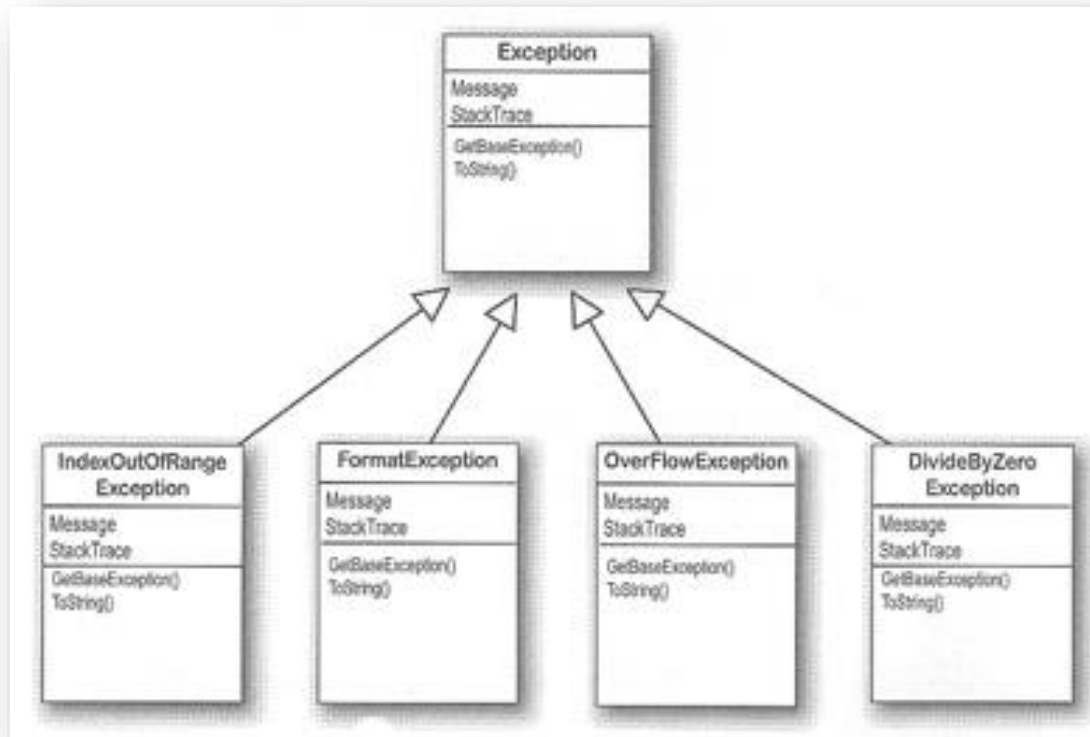 Exception
Message
StackTrace
GetBaseException()
ToString()
IndexOutOfRange
Exception
Message
StackTrace
GetBaseException()
ToString()
FormatException
Message
StackTrace
GetBaseException()
ToString()
OverFlowException
Message
StackTrace
GetBaseException()
ToString()
DivideByZero
Exception
Message
StackTrace
GetBaseException()
ToString()